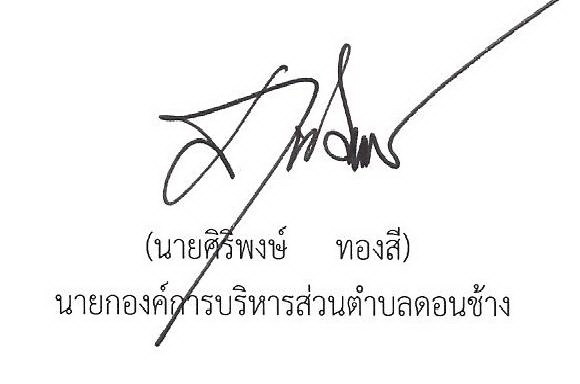 (นายศิริพงษ์ ทองสี)
นายกองค์การบริหารส่วนตำบลดอนช้าง